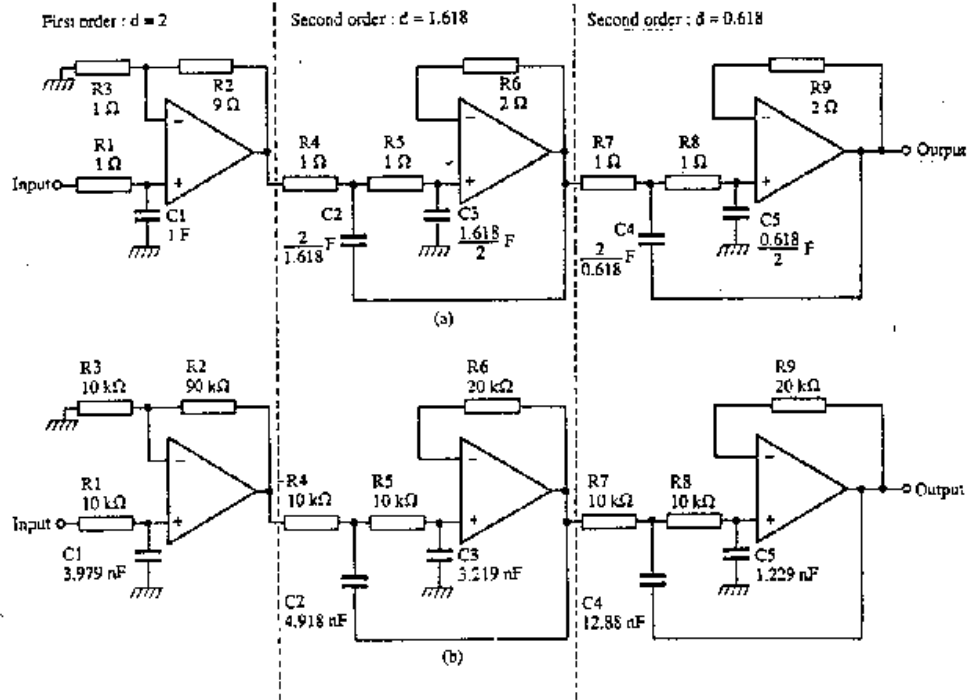 First order : d = 2
Second order : d = 1.618
Second order : d = 0.618
R3
1 Ω
R2
9 Ω
R1
1 Ω
Input
−
+
C1
1 F
R4
1 Ω
R5
1 Ω
R6
2 Ω
−
+
C2
2
1.618
F
C3
1.618
2
F
R7
1 Ω
R8
1 Ω
R9
2 Ω
−
+
Output
C4
2
0.618
F
C5
0.618
2
F
(a)
R3
10 kΩ
R2
90 kΩ
R1
10 kΩ
Input
−
+
C1
3.979 nF
R4
10 kΩ
R5
10 kΩ
R6
20 kΩ
−
+
C2
4.918 nF
C3
3.219 nF
R7
10 kΩ
R8
10 kΩ
R9
20 kΩ
−
+
Output
C4
12.88 nF
C5
1.229 nF
(b)